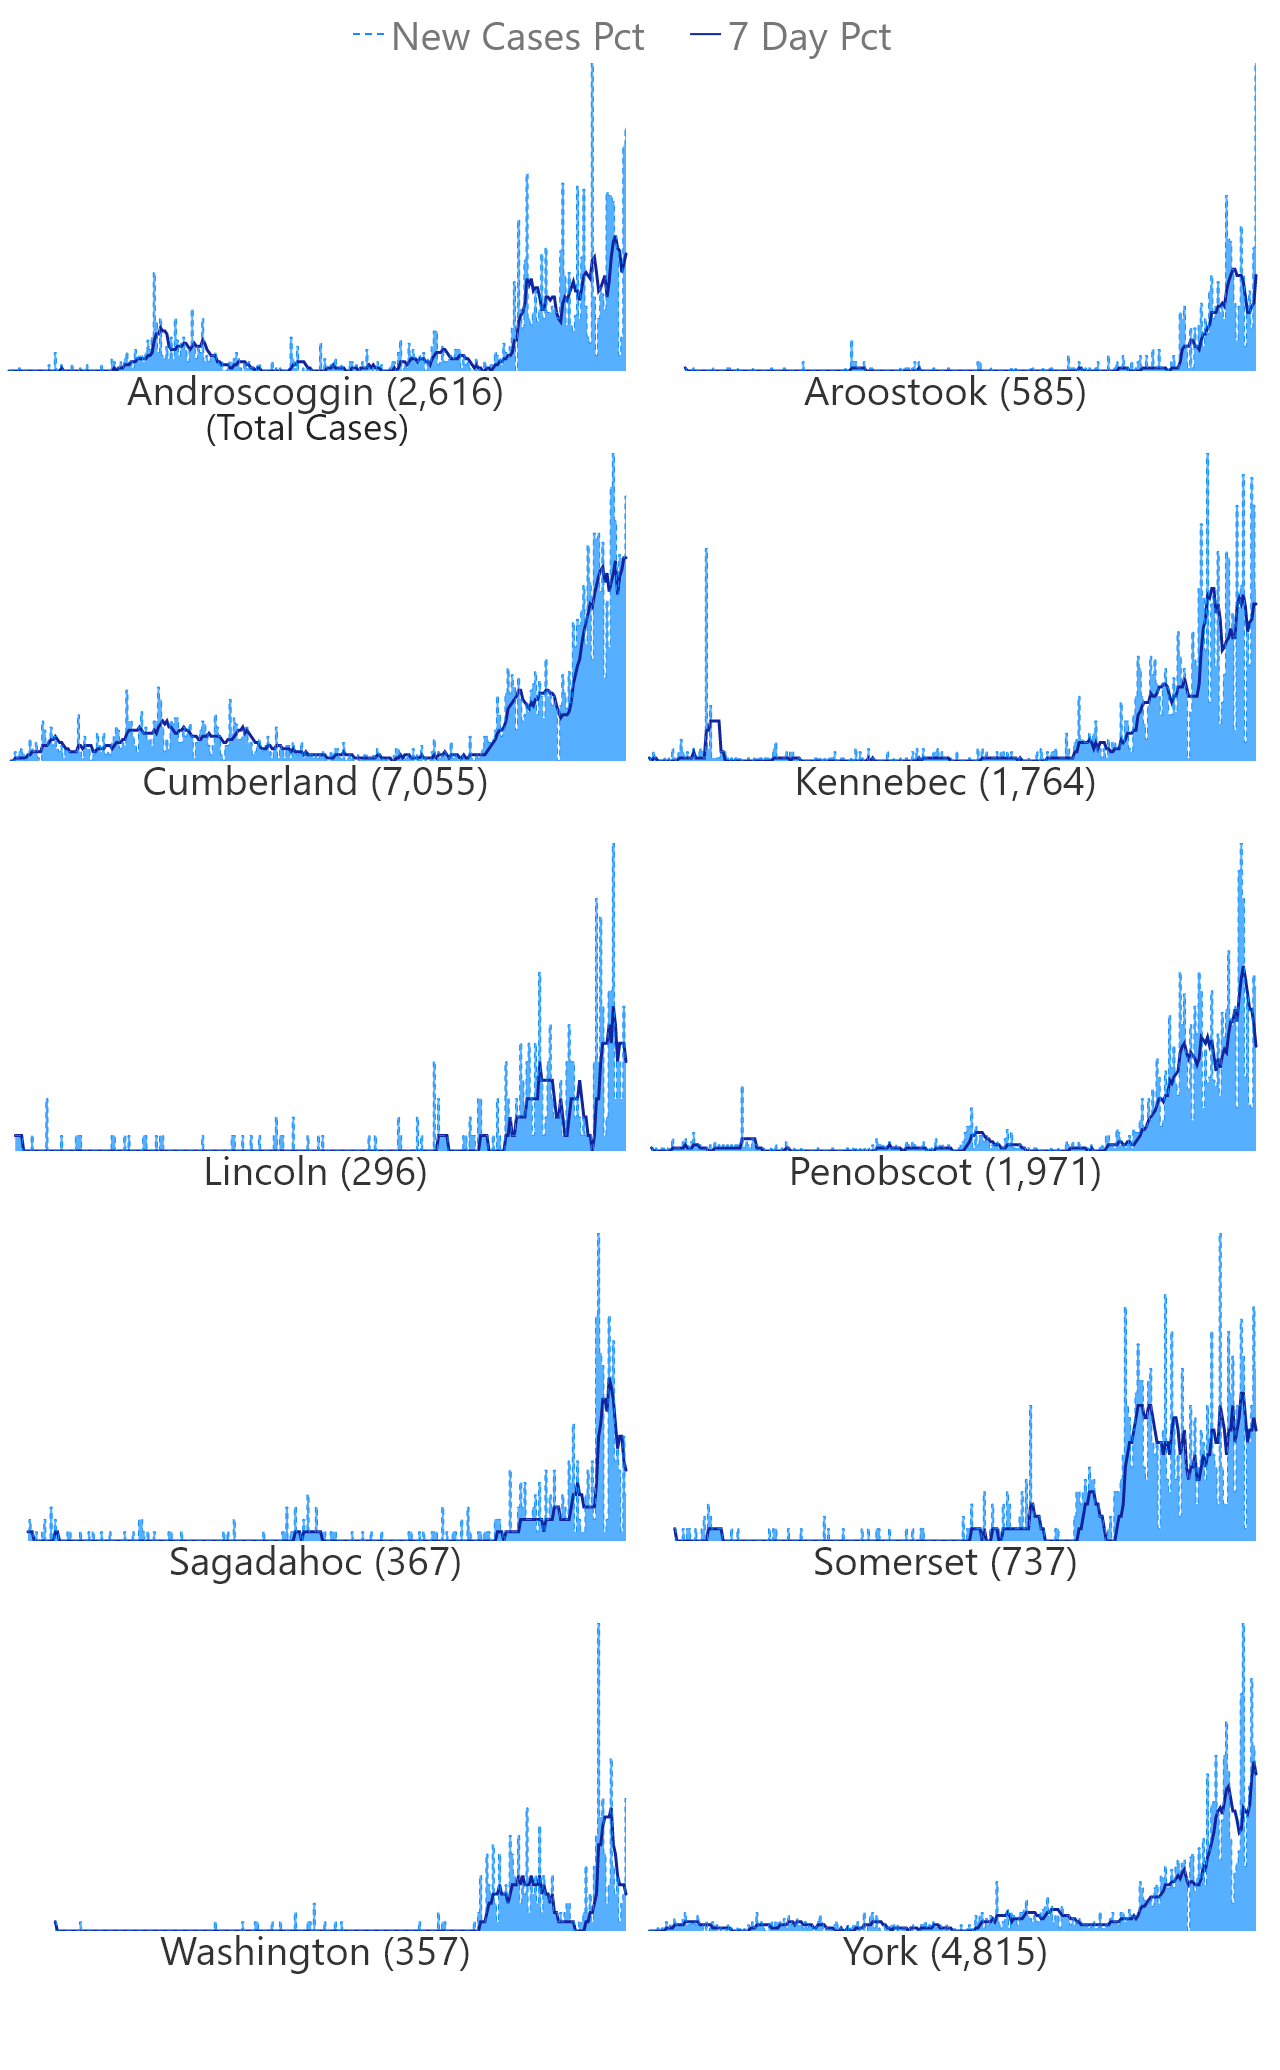 New Cases Pct 7 Day Pct
Androscoggin (2,616)
(Total Cases)
Aroostook (585)
Cumberland (7,055)
Kennebec (1,764)
Lincoln (296)
Penobscot (1,971)
Sagadahoc (367)
Somerset (737)
Washington (357)
York (4,815)